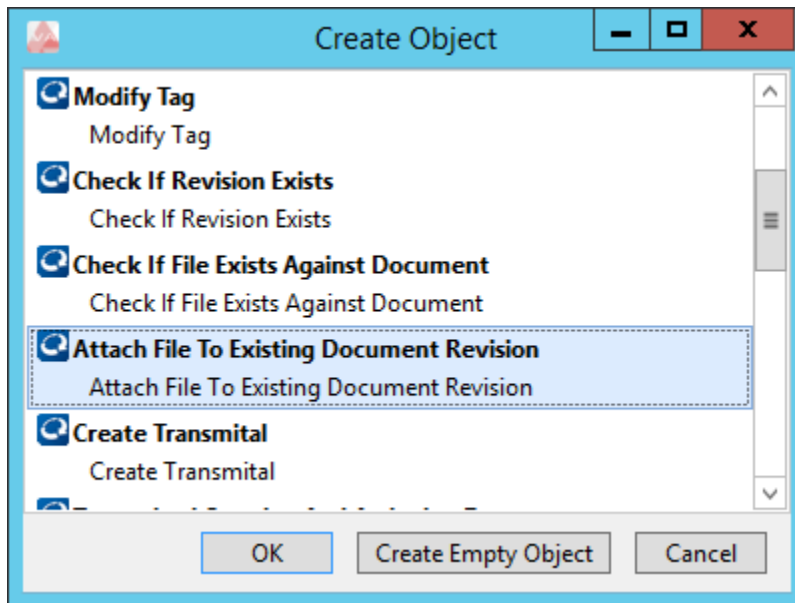 Create Object
Modify Tag
Modify Tag
Check If Revision Exists
Check If Revision Exists
Check If File Exists Against Document
Check If File Exists Against Document
Attach File To Existing Document Revision
Attach File To Existing Document Revision
Create Transmital
Create Transmital
OK
Create Empty Object
Cancel